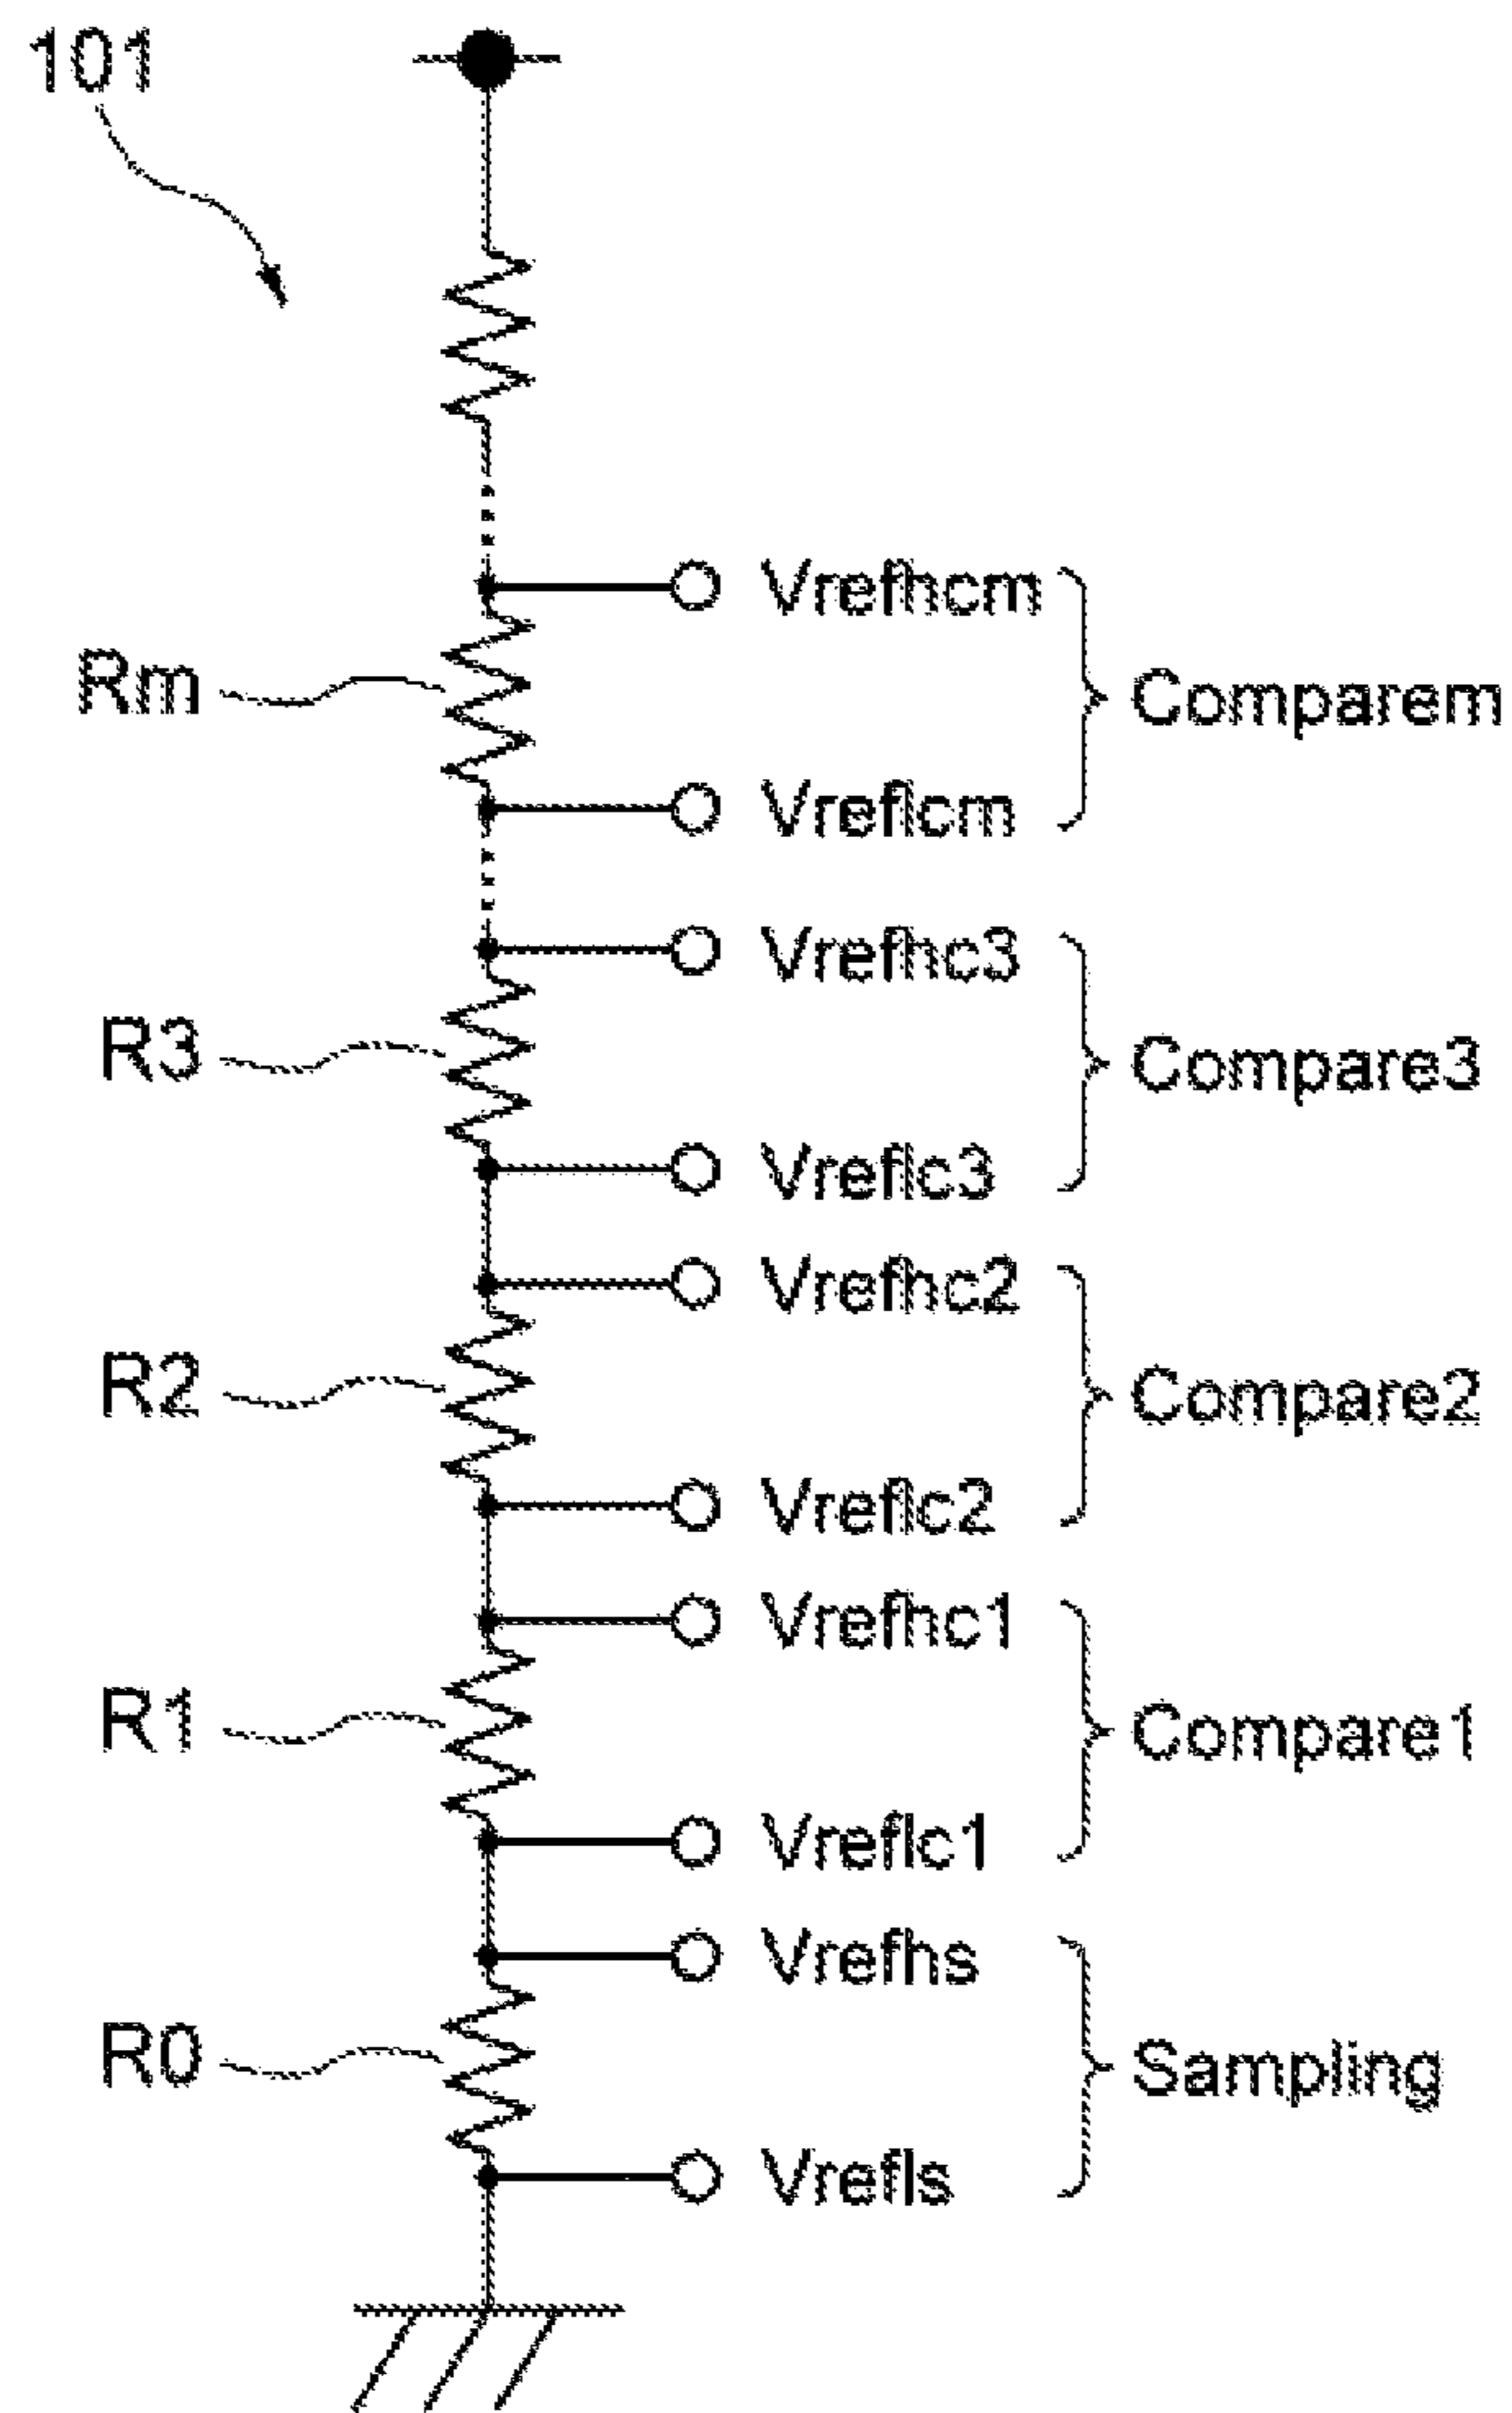 101
Vrefhcm
Rm
Comparem
Vreflcm
Vrefhc3
R3
Compare3
Vreflc3
Vrefhc2
R2
Compare2
Vreflc2
Vrefhc1
R1
Compare1
Vreflc1
Vrefhs
R0
Sampling
Vrefls